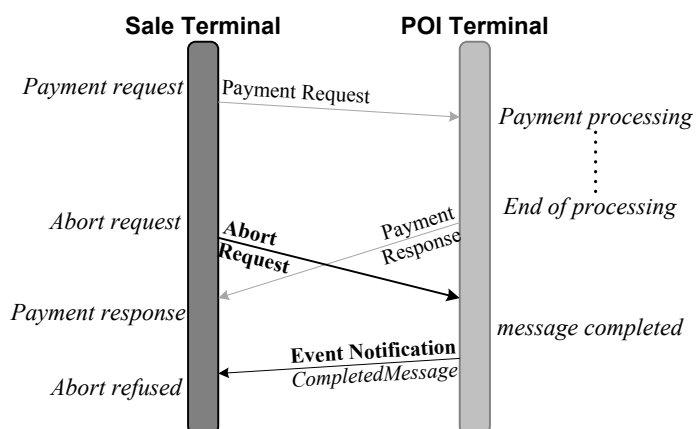 Sale Terminal
POI Terminal
Payment request
Payment Request
Payment processing
End of processing
Abort request
Abort
Request
Payment
Response
Payment response
message completed
Event Notification
CompletedMessage
Abort refused